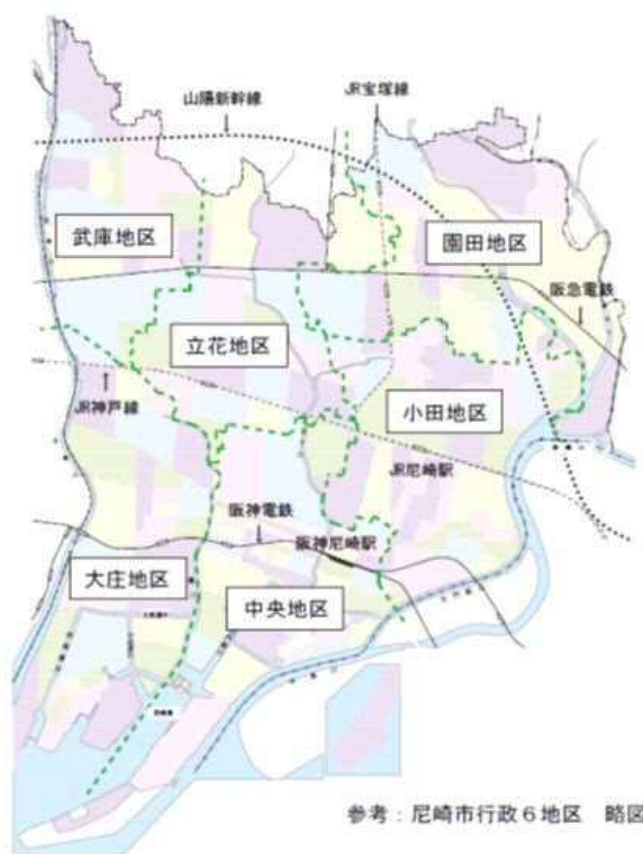 山陽新幹線
JR宝塚線
武庫地区
園田地区
阪急電鉄
立花地区
小田地区
JR神戸線
JR尼崎駅
阪神電鉄
阪神尼崎駅
大庄地区
中央地区
参考：尼崎市行政６地区　略図